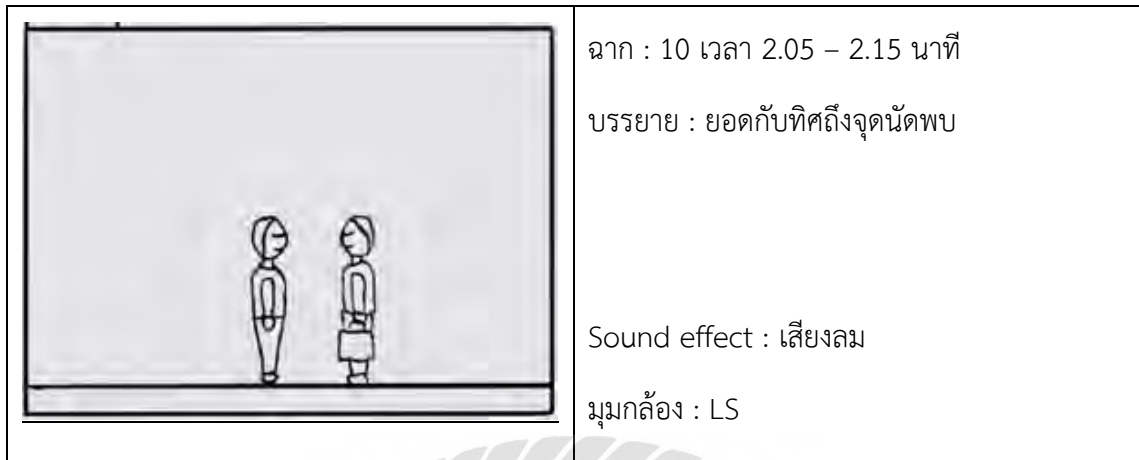 ฉาก : 10 เวลา 2.05 – 2.15 นาที
บรรยาย : ยอดกับทิศถึงจุดนัดพบ
Sound effect : เสียงลม
มุมกล้อง : LS